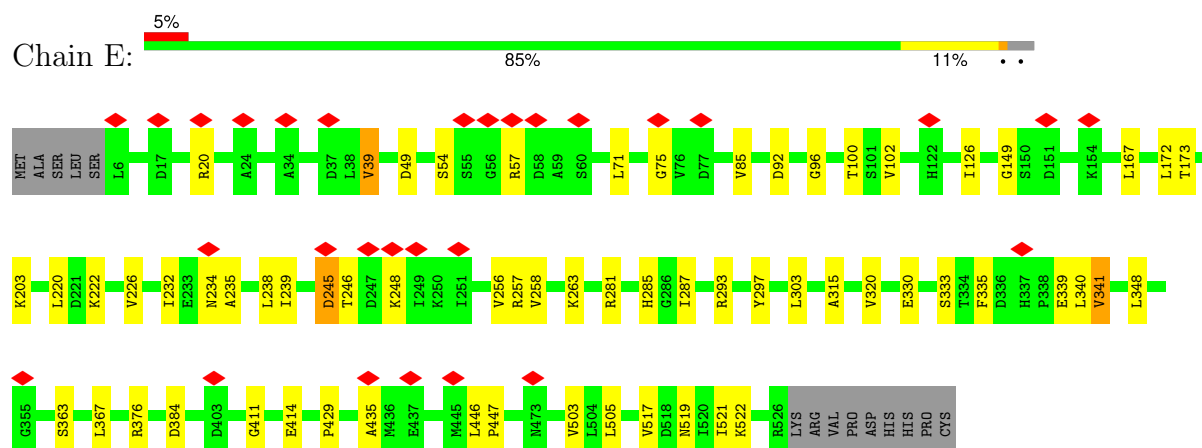 5%
Chain E:
85% 11% • •
MET ALA SER LEU SER L6 D17 R20 A24 A34 D37 L38 V39 D49 S54 S55 G56 R57 D58 A59 S60 L71 G75 V76 D77 V85 D92 G96 T100 S101 V102 H122 I126 G149 S150 D151 K154 L167 L172 T173
K203 L220 D221 K222 V226 I232 E233 N234 A235 L238 I239 D245 T246 D247 K248 I249 K250 I251 V256 R257 V258 K263 R281 H285 G286 I287 R293 Y297 L303 A315 V320 E330 S333 T334 F335 D336 H337 F338 E339 L340 V341 L348
G355 S363 L367 R376 D384 D403 G411 E414 P429 A435 M436 E437 M445 L446 P447 N473 V503 L504 L505 V517 D518 N519 I520 I521 K522 R526 LYS ARG VAL PRO ASP HIS HIS PRO CYS